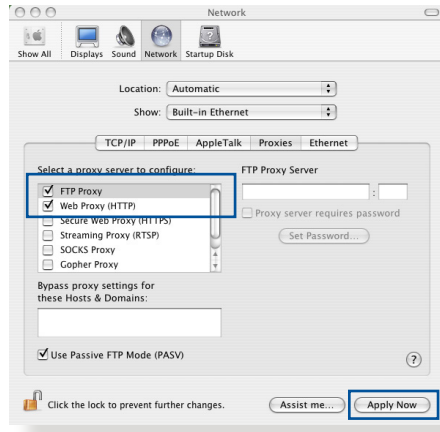 Network
Show All Displays Sound Network Startup Disk
Location: Automatic
Show: Built-in Ethernet
TCP/IP PPPoE AppleTalk Proxies Ethernet
Select a proxy server to configure:
FTP Proxy
Web Proxy (HTTP)
Secure Web Proxy (HTTPS)
Streaming Proxy (RTSP)
SOCKS Proxy
Gopher Proxy
FTP Proxy Server
:
Proxy server requires password
Set Password...
Bypass proxy settings for
these Hosts & Domains:
Use Passive FTP Mode (PASV)
?
Click the lock to prevent further changes.
Assist me...
Apply Now